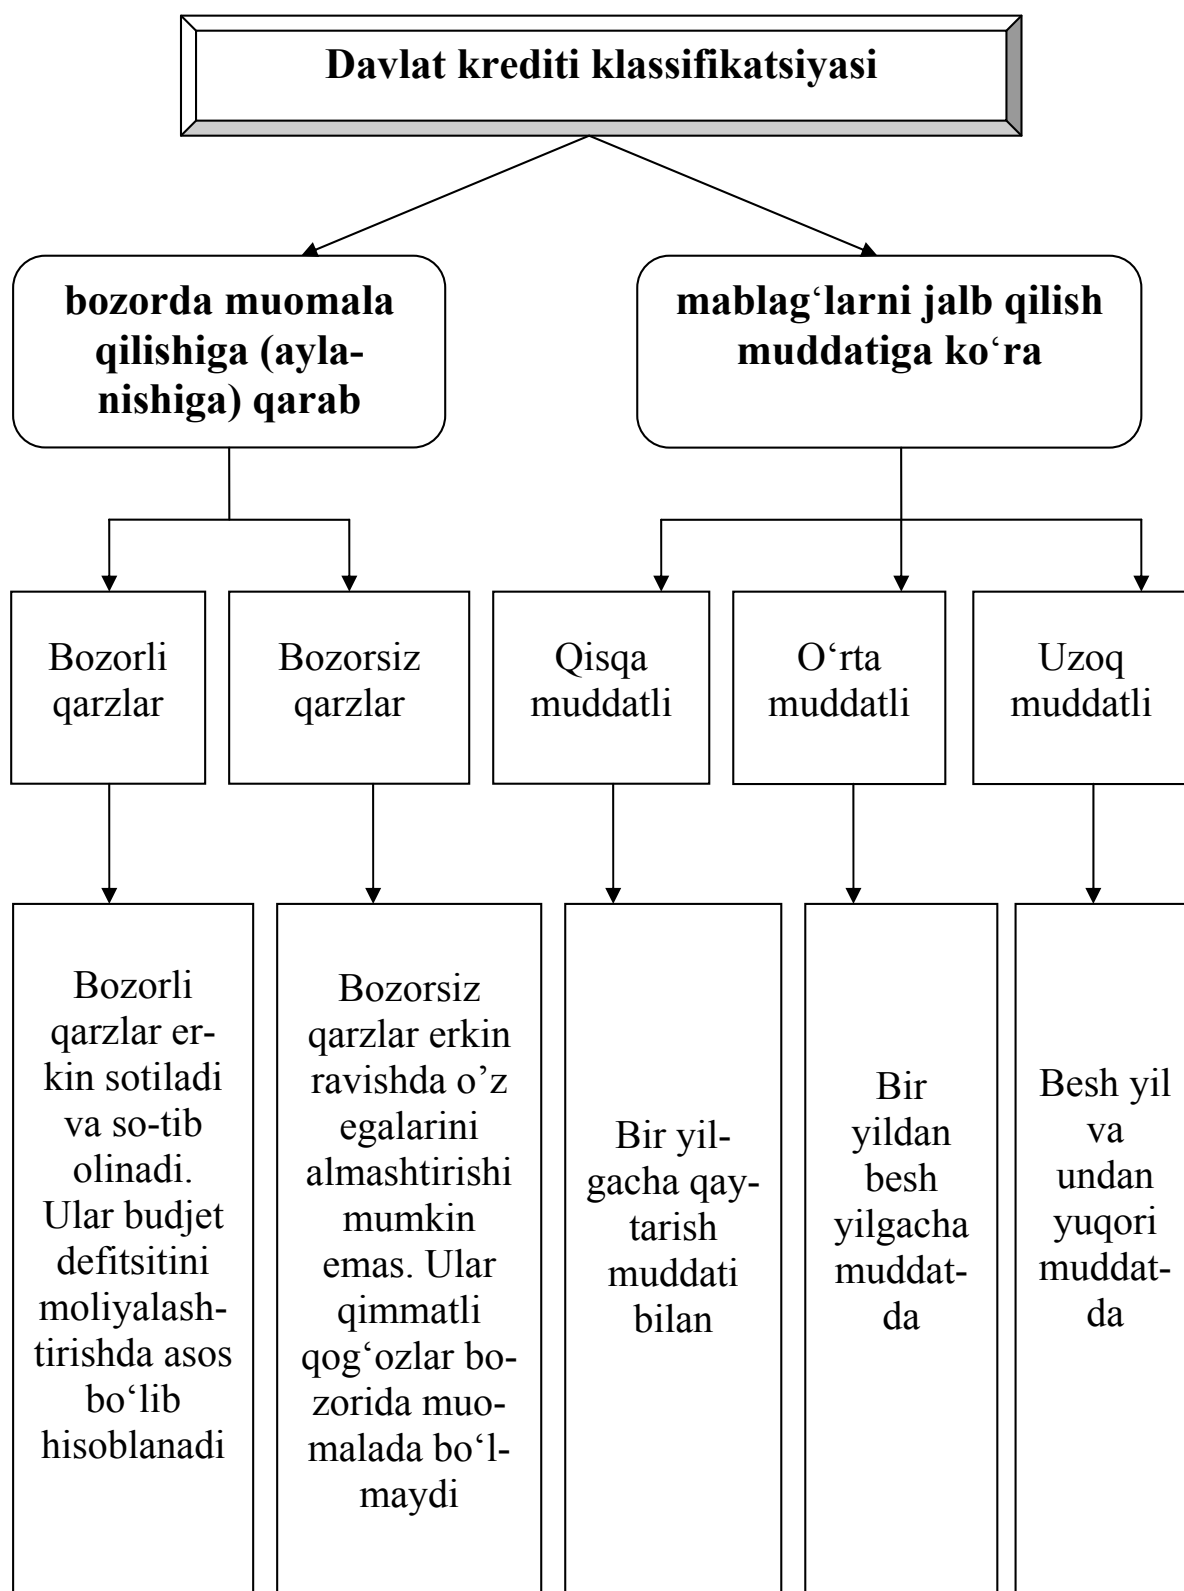 Davlat krediti klassifikatsiyasi
bozorda muomala
qilishiga (ayla-
nishiga) qarab
mablag‘larni jalb qilish
muddatiga ko‘ra
Bozorli
qarzlar
Bozorsiz
qarzlar
Qisqa
muddatli
O‘rta
muddatli
Uzoq
muddatli
Bozorli
qarzlar er-
kin sotiladi
va so-tib
olinadi.
Ular budjet
defitsitini
moliyalash-
tirishda asos
bo‘lib
hisoblanadi
Bozorsiz
qarzlar erkin
ravishda o’z
egalarini
almashtirishi
mumkin
emas. Ular
qimmatli
qog‘ozlar bo-
zorida muo-
malada bo‘l-
maydi
Bir yil-
gacha qay-
tarish
muddati
bilan
Bir
yildan
besh
yilgacha
muddat-
da
Besh yil
va
undan
yuqori
muddat-
da